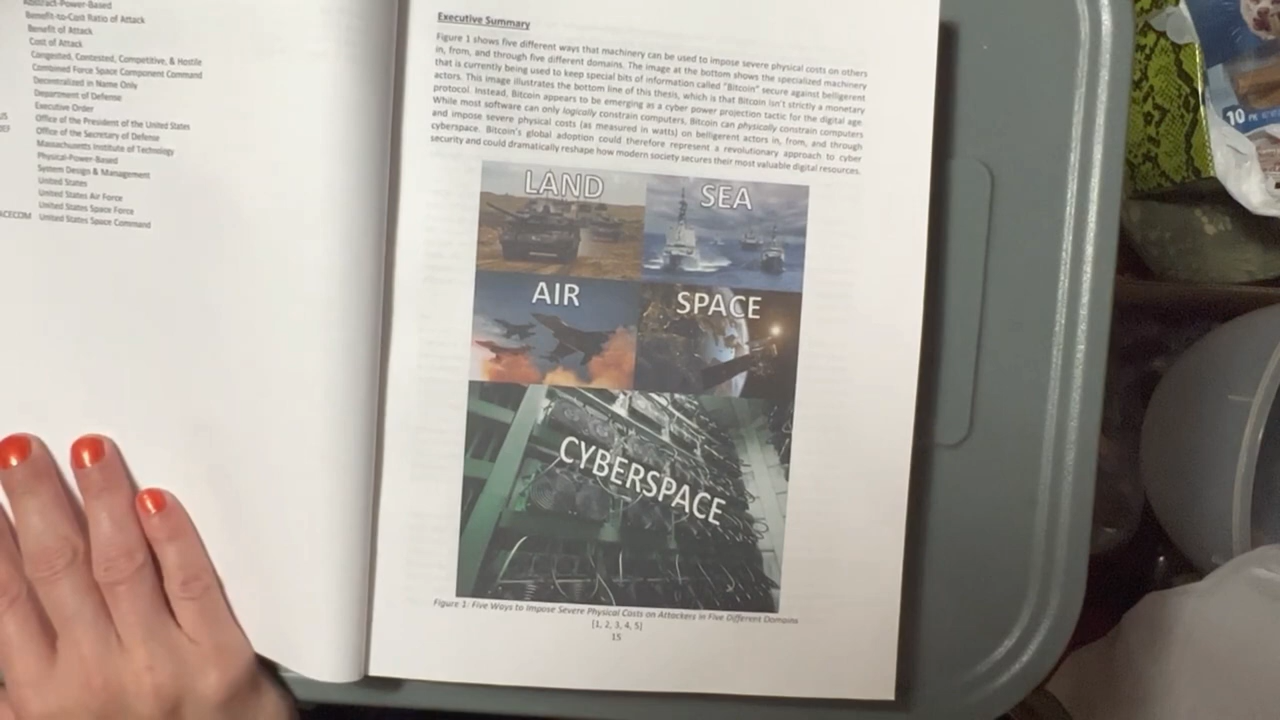 Abstract-Power-Based
Benefit-to-Cost Ratio of Attack
Benefit of Attack
Cost of Attack
Congested, Contested, Competitive, & Hostile
Combined Force Space Component Command
Decentralized in Name Only
Department of Defense
Executive Order
US Office of the President of the United States
DEF Office of the Secretary of Defense
Massachusetts Institute of Technology
Physical-Power-Based
System Design & Management
United States
United States Air Force
United States Space Force
ACECOM United States Space Command
Executive Summary
Figure 1 shows five different ways that machinery can be used to impose severe physical costs on others
in, from, and through five different domains. The image at the bottom shows the specialized machinery
that is currently being used to keep special bits of information called "Bitcoin" secure against belligerent
actors. This image illustrates the bottom line of this thesis, which is that Bitcoin isn't strictly a monetary
protocol. Instead, Bitcoin appears to be emerging as a cyber power projection tactic for the digital age.
While most software can only logically constrain computers, Bitcoin can physically constrain computers
and impose severe physical costs (as measured in watts) on belligerent actors in, from, and through
cyberspace. Bitcoin's global adoption could therefore represent a revolutionary approach to cyber
security and could dramatically reshape how modern society secures their most valuable digital resources.
LAND
SEA
AIR
SPACE
CYBERSPACE
Figure 1: Five Ways to Impose Severe Physical Costs on Attackers in Five Different Domains
[1, 2, 3, 4, 5]
15
10